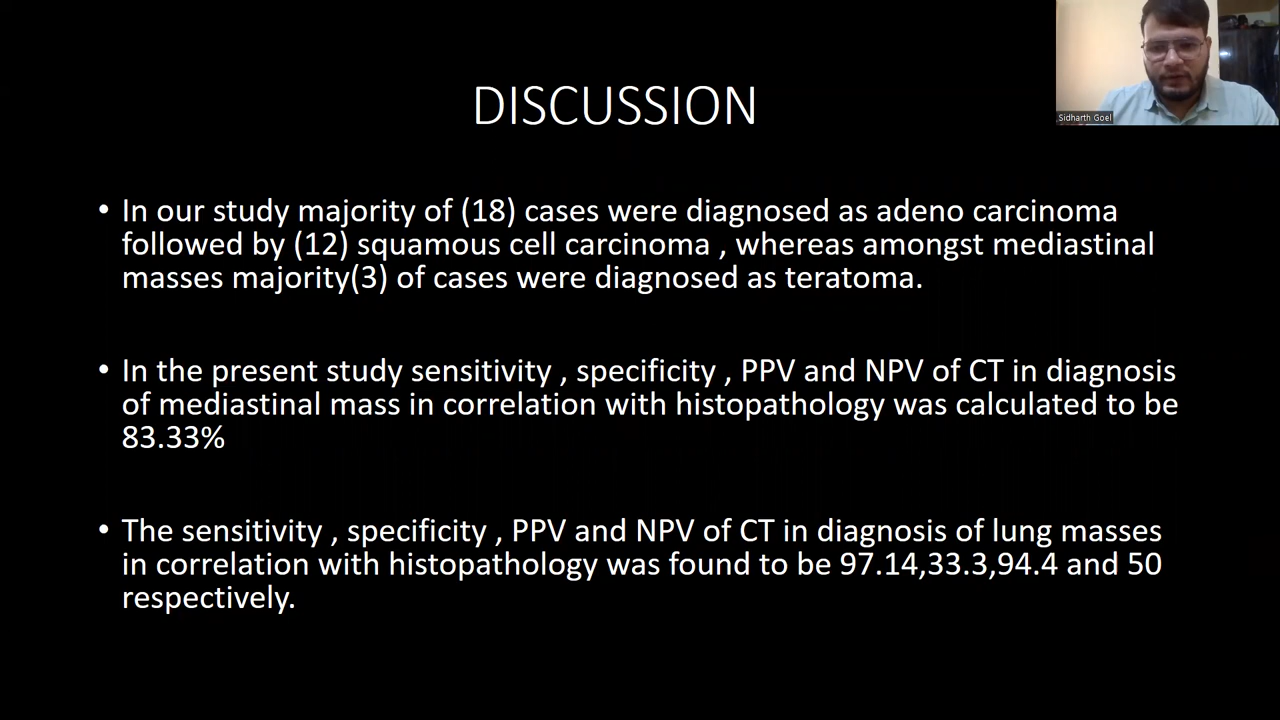 Sidharth Goel
DISCUSSION
• In our study majority of (18) cases were diagnosed as adeno carcinoma
followed by (12) squamous cell carcinoma , whereas amongst mediastinal
masses majority(3) of cases were diagnosed as teratoma.
• In the present study sensitivity , specificity , PPV and NPV of CT in diagnosis
of mediastinal mass in correlation with histopathology was calculated to be
83.33%
• The sensitivity , specificity , PPV and NPV of CT in diagnosis of lung masses
in correlation with histopathology was found to be 97.14,33.3,94.4 and 50
respectively.